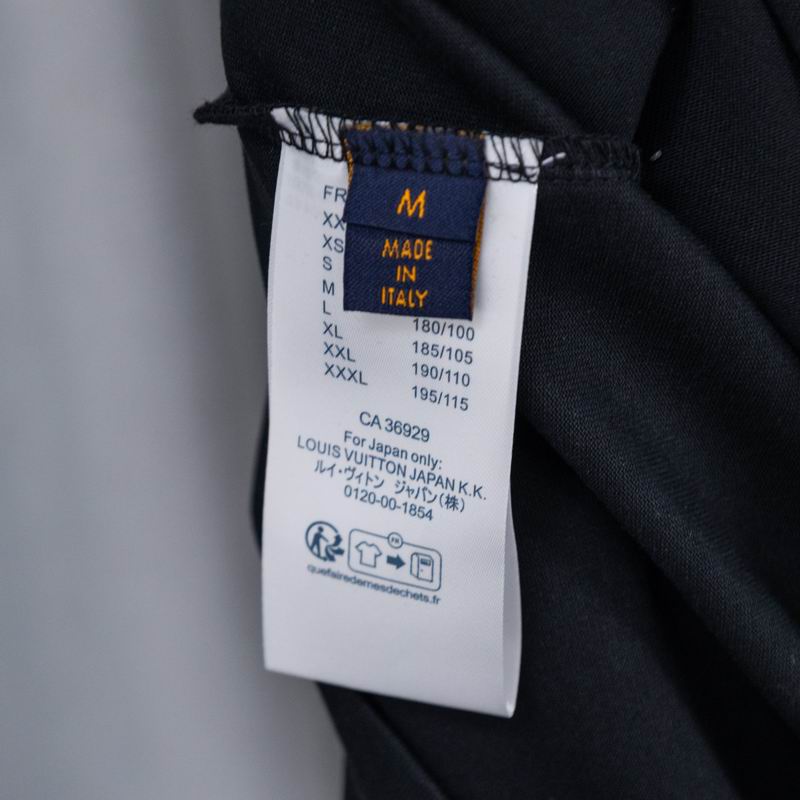 M
MADE
IN
ITALY
FR
XX
XS
S
M
L 180/100
XL 185/105
XXL 190/110
XXXL 195/115
CA 36929
For Japan only:
LOUIS VUITTON JAPAN K.K.
ルイ・ヴィトン ジャパン(株)
0120-00-1854
FR
quefairedemesdechets.fr